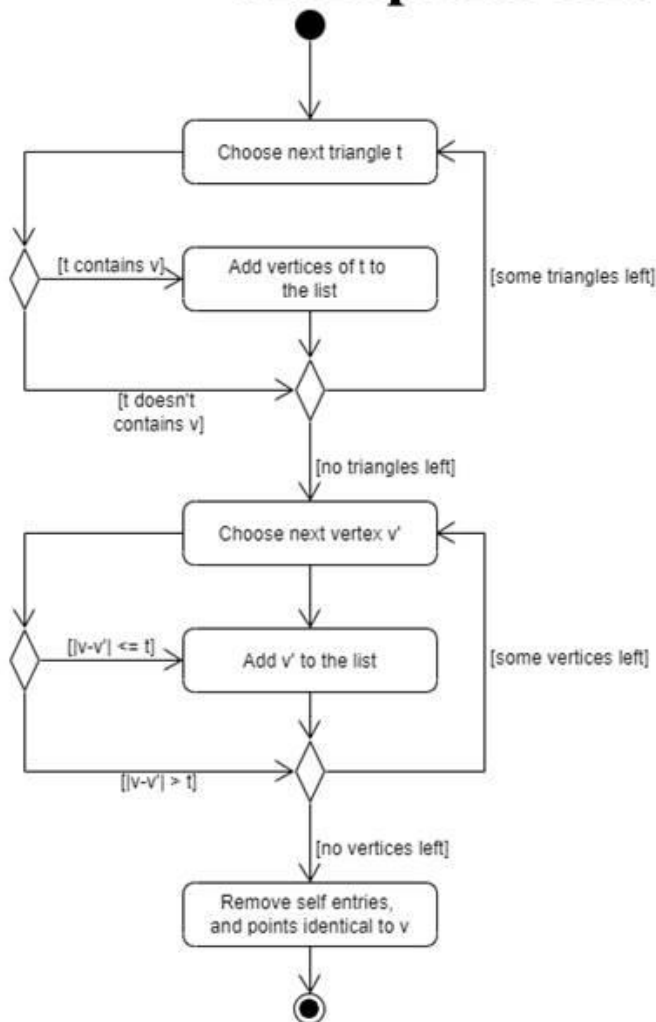 Choose next triangle t
[t contains v]
Add vertices of t to
the list
[some triangles left]
[t doesn't
contains v]
[no triangles left]
Choose next vertex v'
[|v-v'| <= t]
Add v' to the list
[some vertices left]
[|v-v'| > t]
[no vertices left]
Remove self entries,
and points identical to v